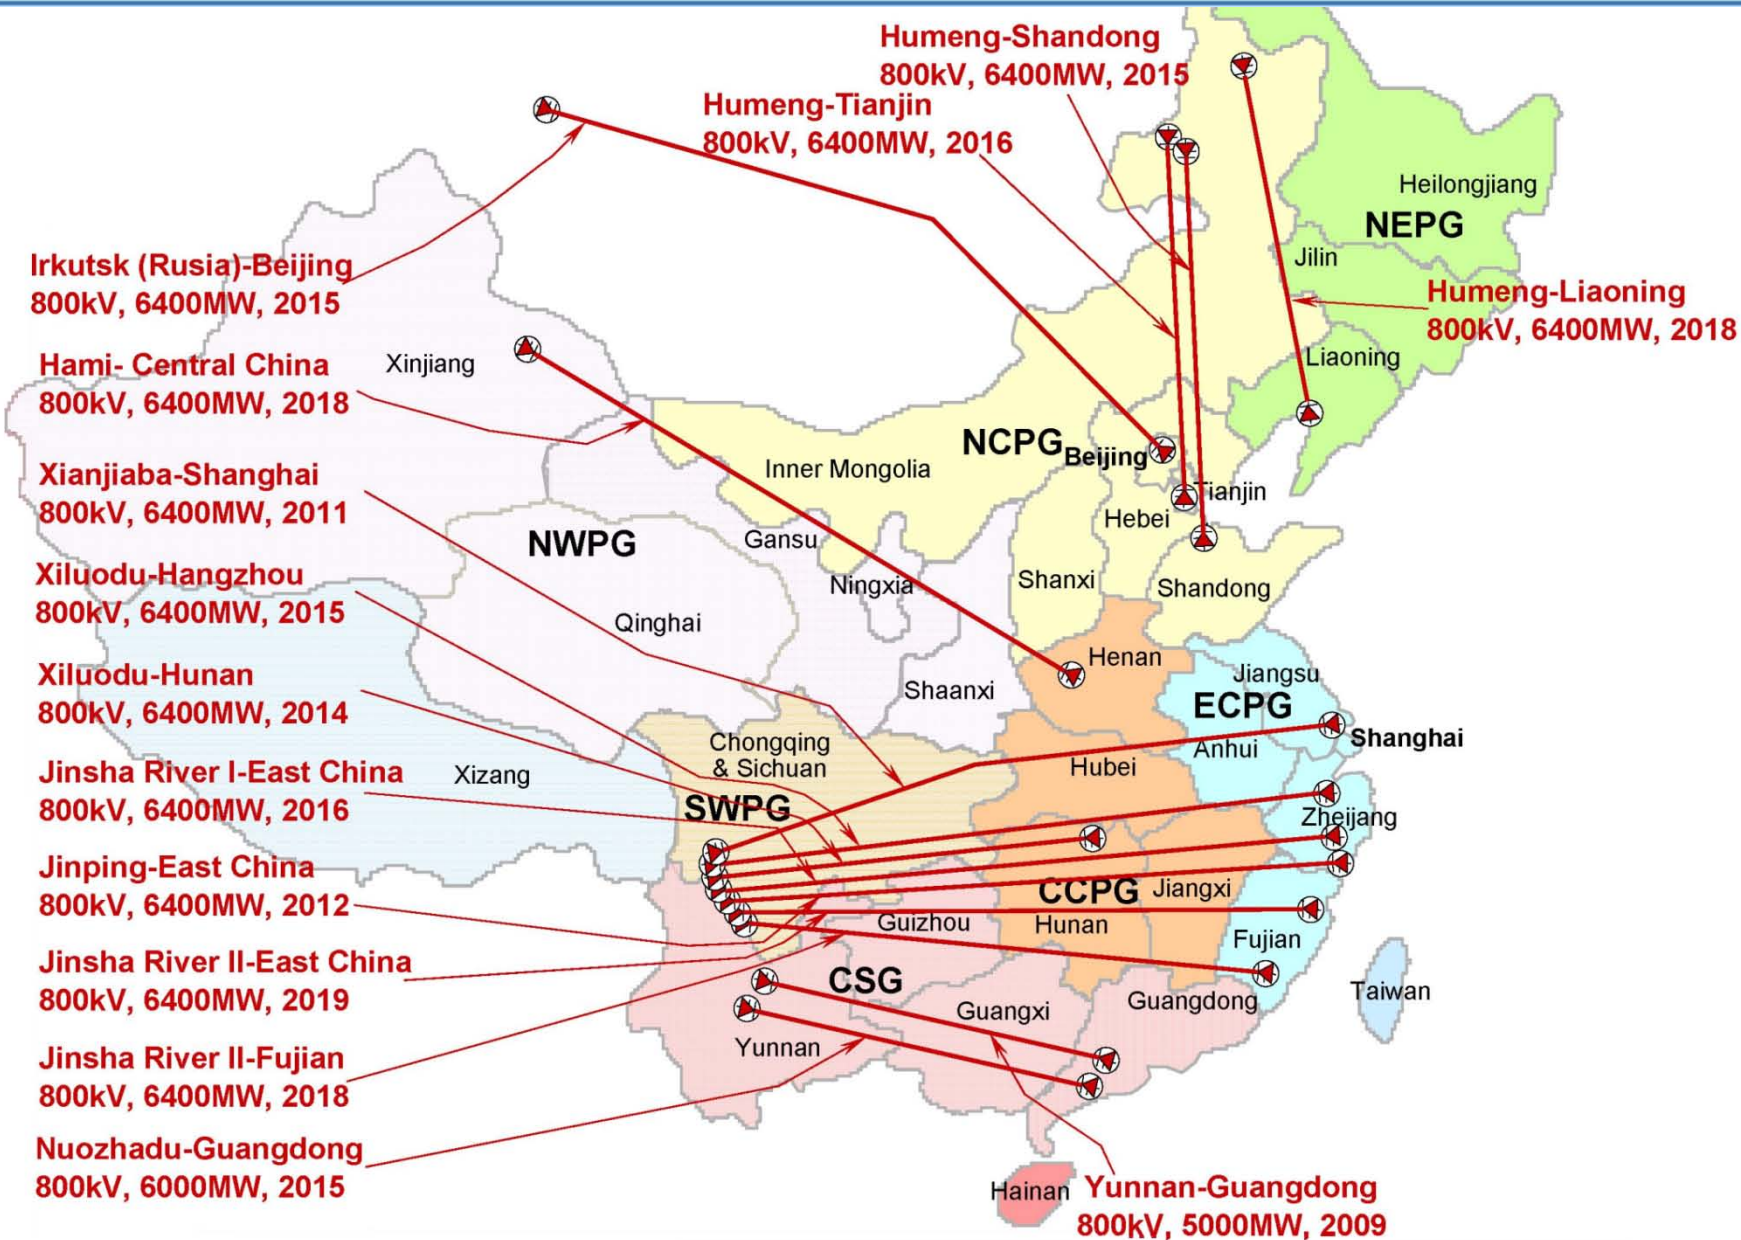 Humeng-Shandong
800kV, 6400MW, 2015
Humeng-Tianjin
800kV, 6400MW, 2016
Heilongjiang
NEPG
Jilin
Irkutsk (Rusia)-Beijing
800kV, 6400MW, 2015
Humeng-Liaoning
800kV, 6400MW, 2018
Hami- Central China
800kV, 6400MW, 2018
Xinjiang
Liaoning
NCPG
Beijing
Inner Mongolia
Xianjiaba-Shanghai
800kV, 6400MW, 2011
Tianjin
Hebei
NWPG
Gansu
Ningxia
Shanxi
Shandong
Xiluodu-Hangzhou
800kV, 6400MW, 2015
Qinghai
Henan
Jiangsu
Xiluodu-Hunan
800kV, 6400MW, 2014
Shaanxi
ECPG
Shanghai
Anhui
Chongqing
& Sichuan
Hubei
Xizang
Jinsha River I-East China
800kV, 6400MW, 2016
SWPG
Zheijang
Jinping-East China
800kV, 6400MW, 2012
CCPG
Jiangxi
Guizhou
Hunan
Fujian
Jinsha River II-East China
800kV, 6400MW, 2019
CSG
Guangxi
Guangdong
Taiwan
Yunnan
Jinsha River II-Fujian
800kV, 6400MW, 2018
Nuozhadu-Guangdong
800kV, 6000MW, 2015
Hainan
Yunnan-Guangdong
800kV, 5000MW, 2009